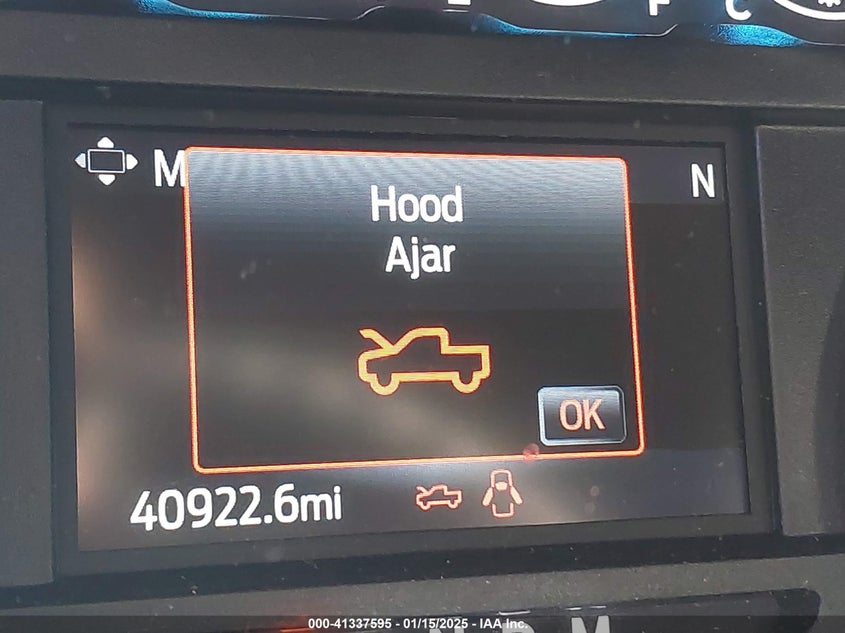 F C
M
N
Hood
Ajar
OK
40922.6mi
000-41337595 - 01/15/2025 - IAA Inc.